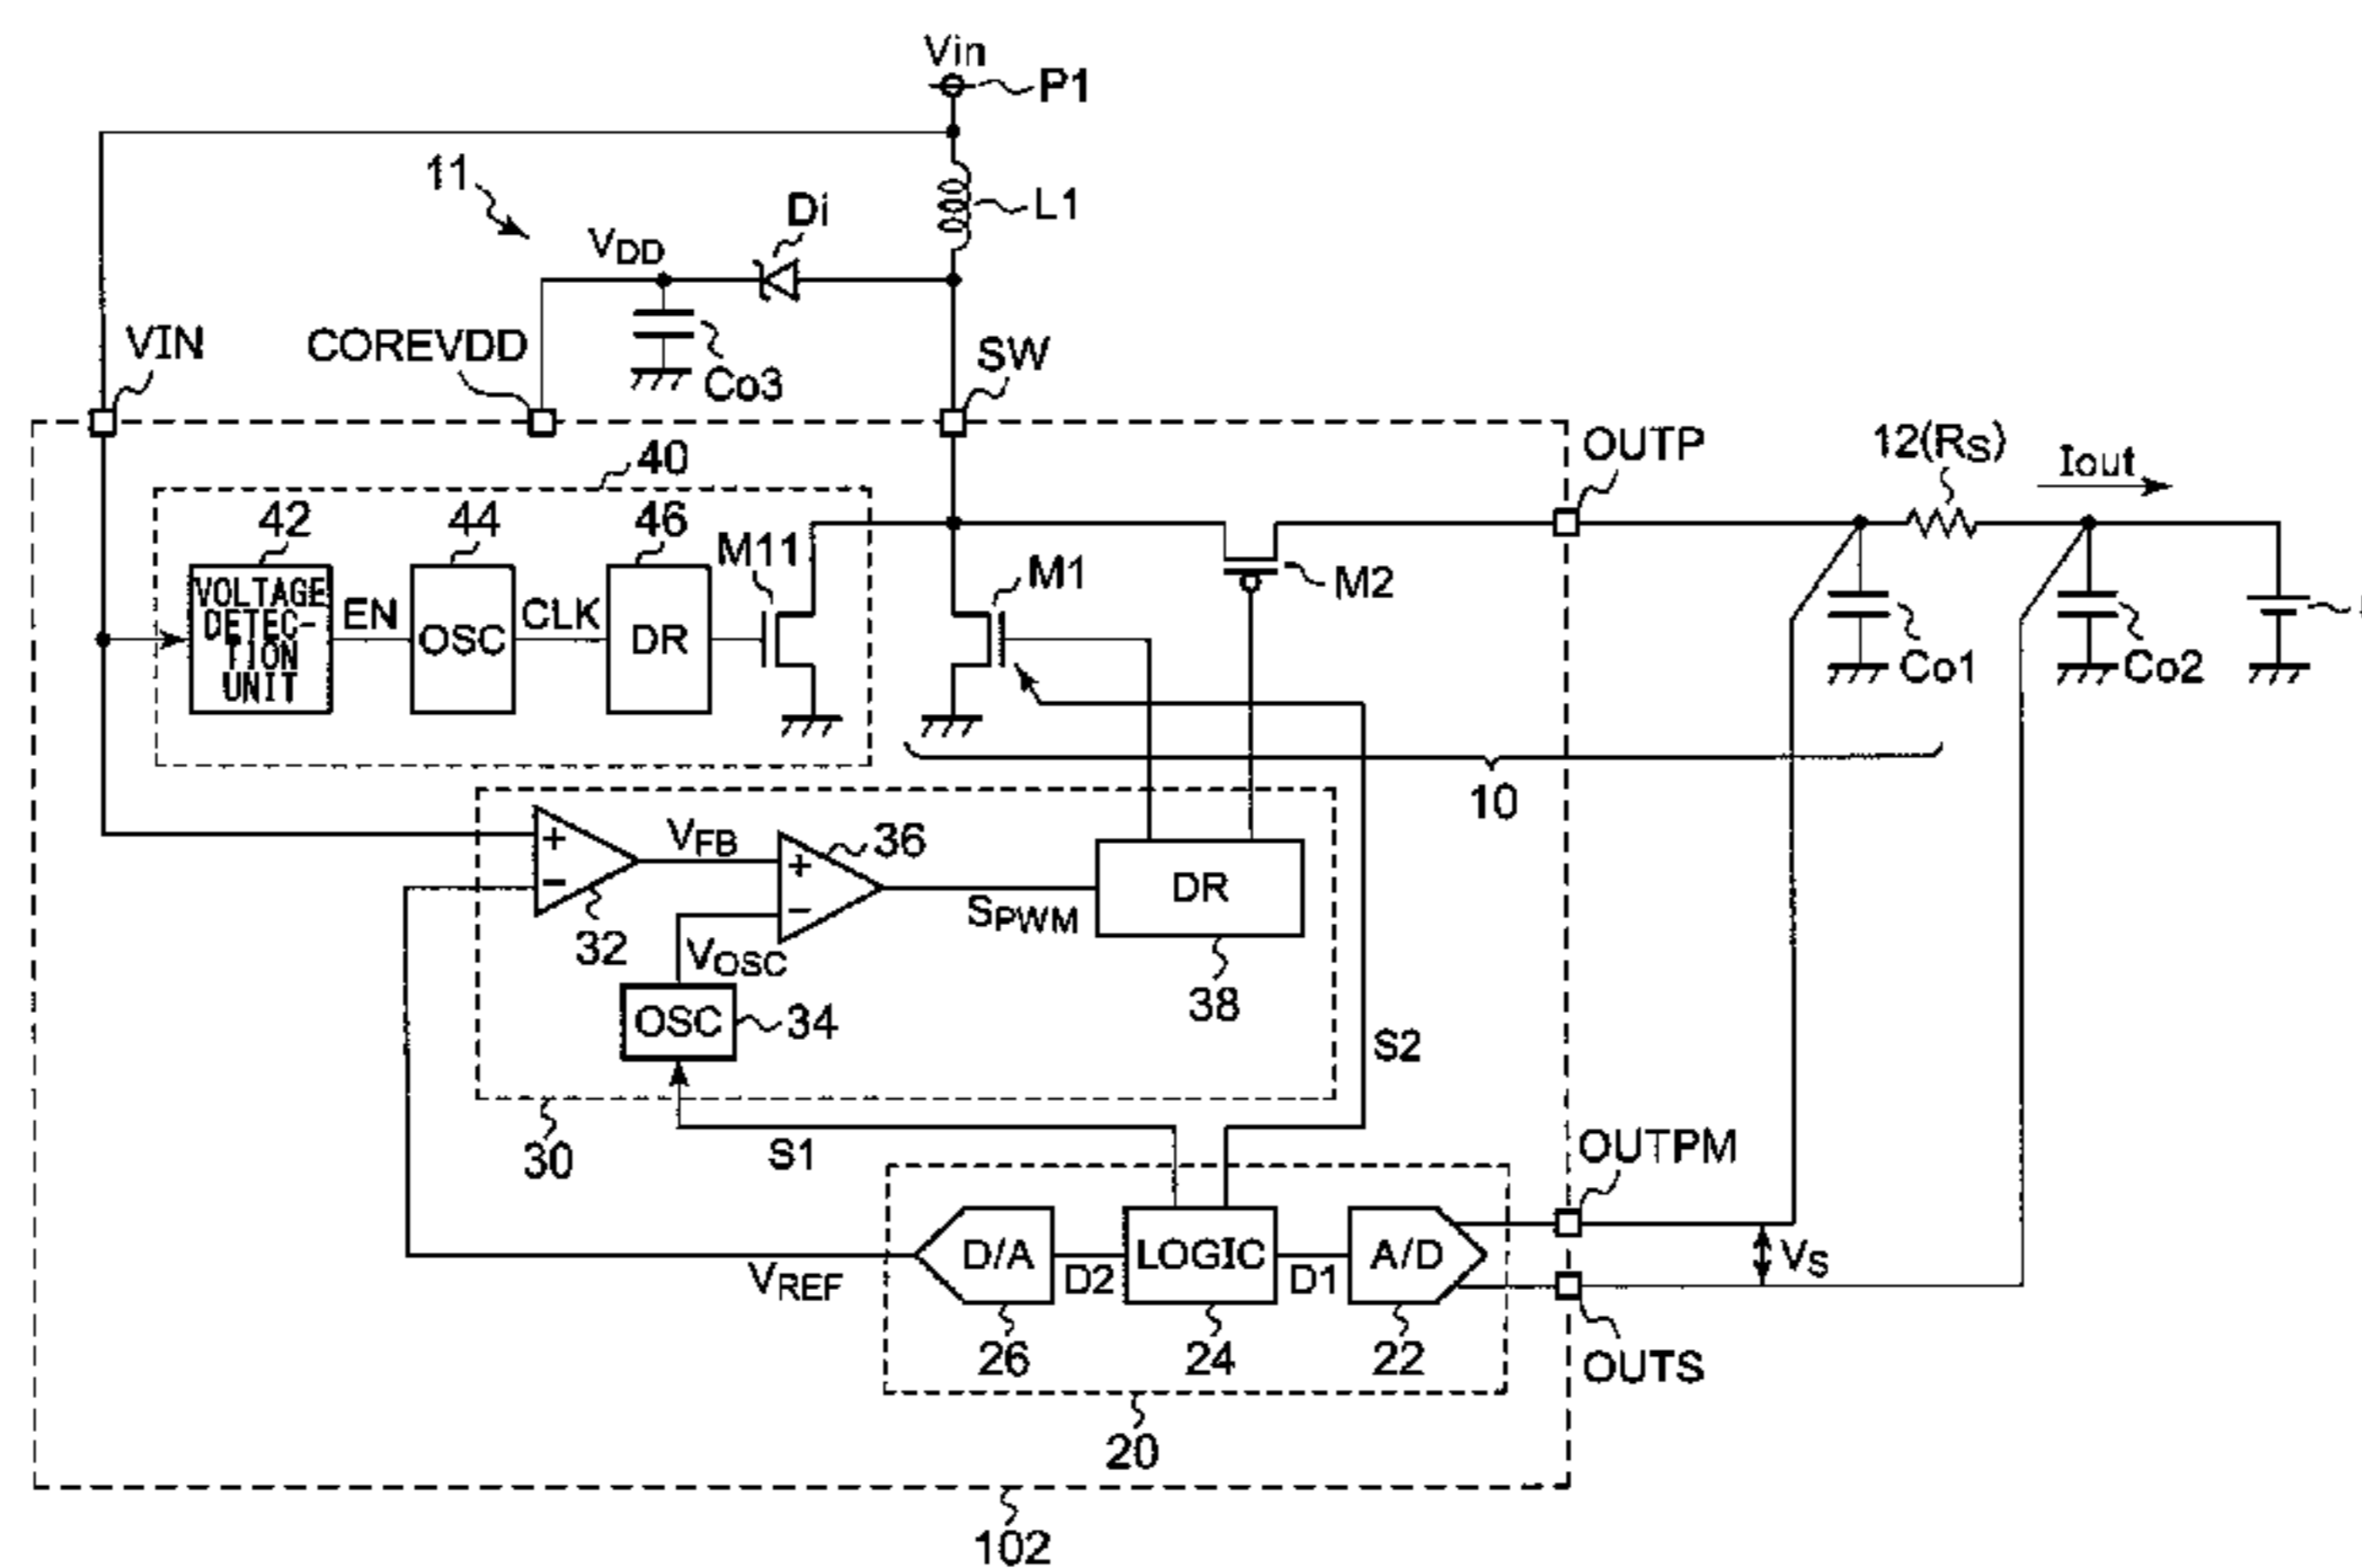 Vin
P1
11
L1
Di
VDD
VIN
COREVDD
Co3
SW
OUTP
12(RS)
Iout
40
42
44
46
M11
M1
M2
VOLTAGE
DETEC-
TION
UNIT
EN
OSC
CLK
DR
Co1
Co2
10
+
-
VFB
36
+
-
32
VOSC
SPWM
DR
38
OSC
34
S2
30
S1
OUTPM
VS
D/A
D2
LOGIC
D1
A/D
VREF
26
24
22
OUTS
20
102